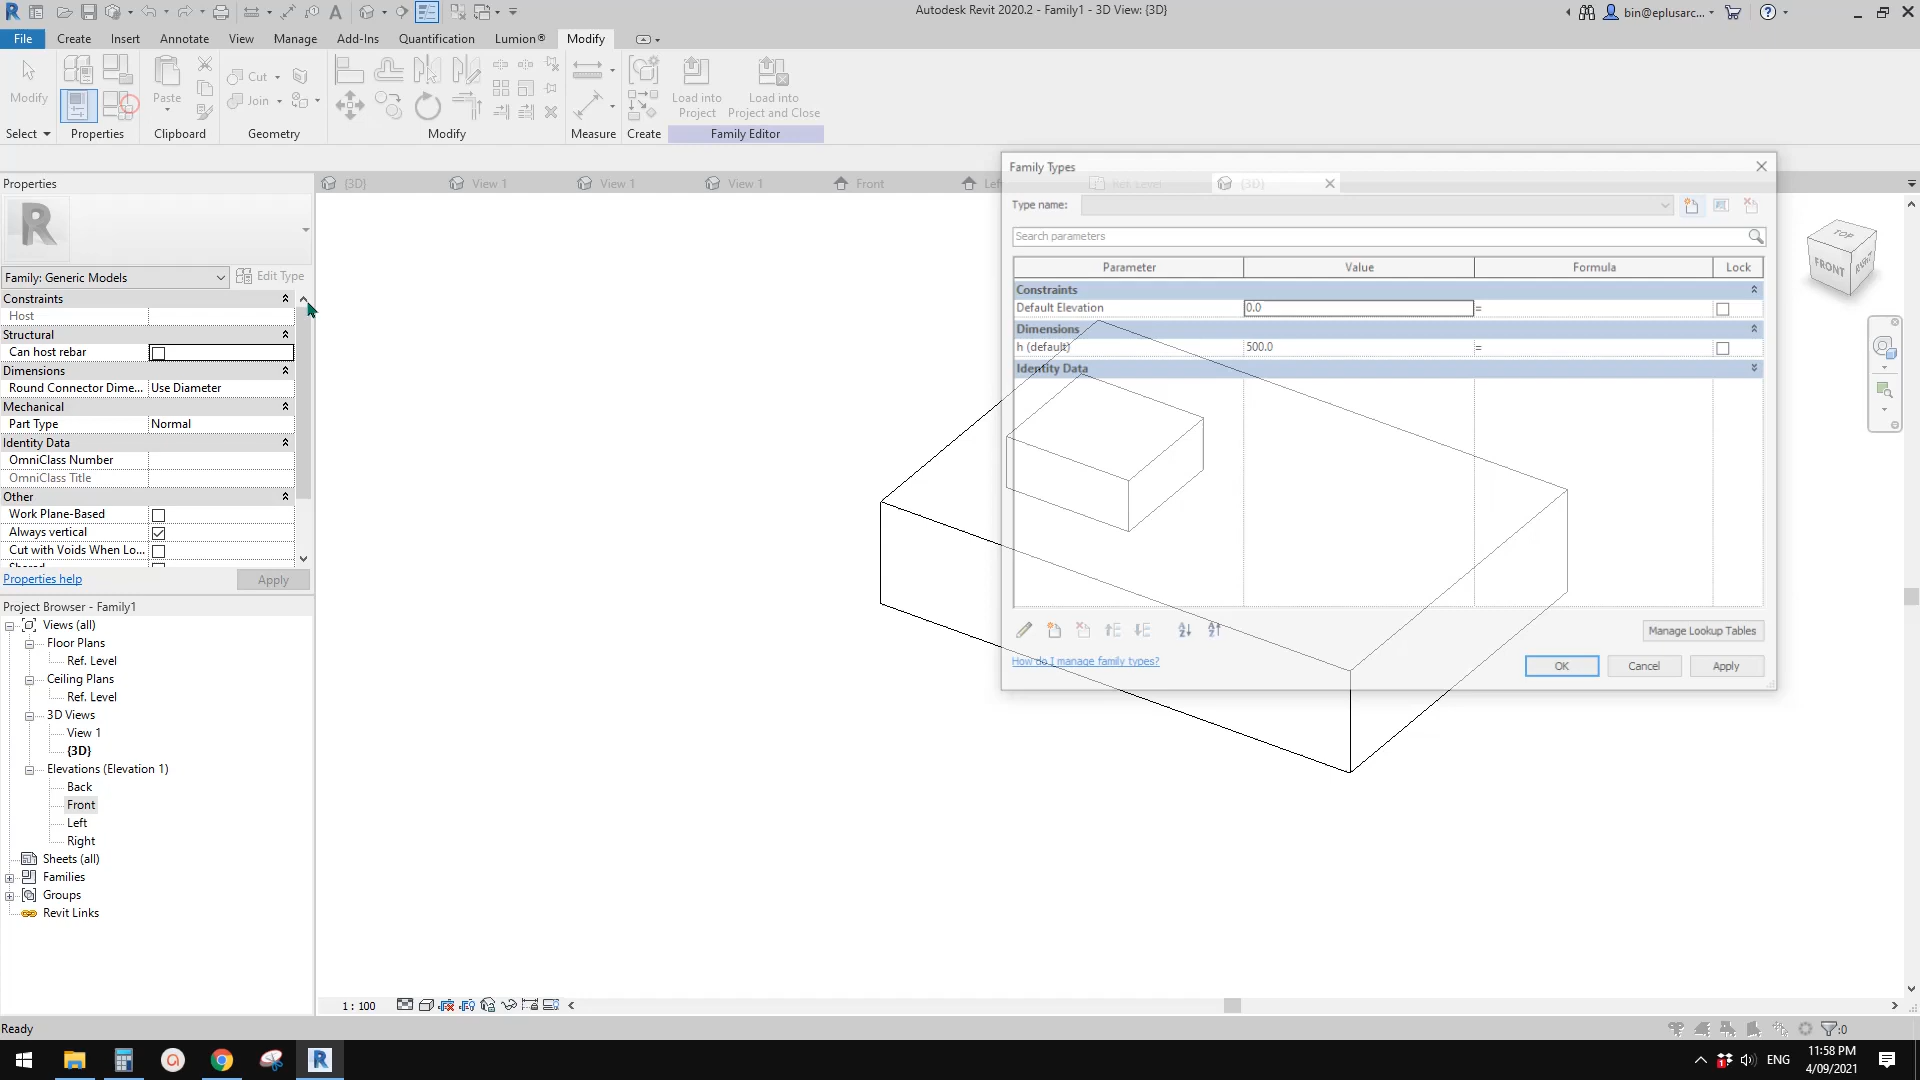 Autodesk Revit 2020.2 - Family1 - 3D View: {3D}
bin@eplusarc...
File Create Insert Annotate View Manage Add-Ins Quantification Lumion® Modify
Modify
Paste
Cut
Join
Load into Project
Load into Project and Close
Select Properties Clipboard Geometry Modify Measure Create Family Editor
Properties
{3D} View 1 View 1 View 1 Front {3D}
Family: Generic Models Edit Type
Constraints
Host
Structural
Can host rebar
Dimensions
Round Connector Dime... Use Diameter
Mechanical
Part Type Normal
Identity Data
OmniClass Number
OmniClass Title
Other
Work Plane-Based
Always vertical
Cut with Voids When Lo...
Shared
Properties help Apply
Project Browser - Family1
Views (all)
Floor Plans
Ref. Level
Ceiling Plans
Ref. Level
3D Views
View 1
{3D}
Elevations (Elevation 1)
Back
Front
Left
Right
Sheets (all)
Families
Groups
Revit Links
Family Types
Type name:
Search parameters
Parameter Value Formula Lock
Constraints
Default Elevation 0.0 =
Dimensions
h (default) 500.0 =
Identity Data
Manage Lookup Tables
How do I manage family types?
OK Cancel Apply
TOP
FRONT
RIGHT
1 : 100
Ready
:0
ENG
11:58 PM
4/09/2021